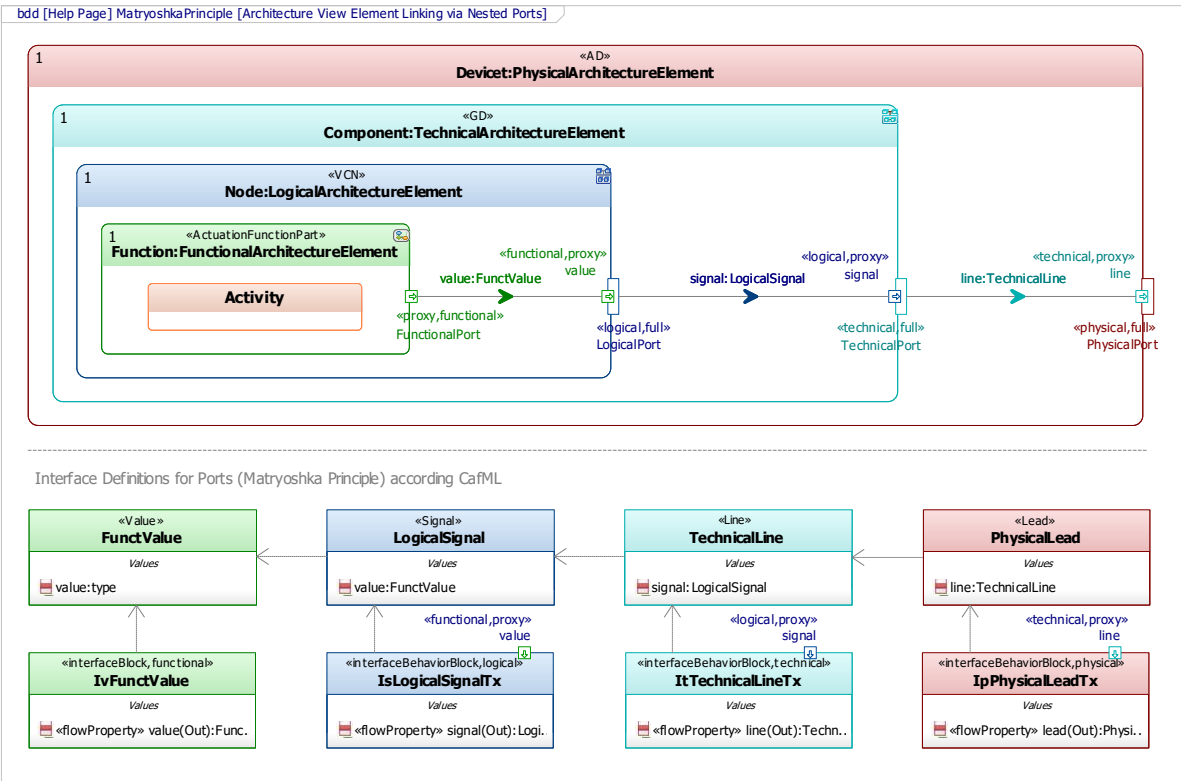 bdd [Help Page] MatryoshkaPrinciple [Architecture View Element Linking via Nested Ports]
1
«AD»
Devicet:PhysicalArchitectureElement
1
«GD»
Component:TechnicalArchitectureElement
1
«VCN»
Node:LogicalArchitectureElement
1
«ActuationFunctionPart»
Function:FunctionalArchitectureElement
Activity
«functional,proxy»
value
value:FunctValue
«proxy,functional»
FunctionalPort
«logical,full»
LogicalPort
«logical,proxy»
signal
signal:LogicalSignal
«technical,full»
TechnicalPort
«technical,proxy»
line
line:TechnicalLine
«physical,full»
PhysicalPort
Interface Definitions for Ports (Matryoshka Principle) according CafML
«Value»
FunctValue
Values
value:type
«Signal»
LogicalSignal
Values
value:FunctValue
«Line»
TechnicalLine
Values
signal:LogicalSignal
«Lead»
PhysicalLead
Values
line:TechnicalLine
«functional,proxy»
value
«logical,proxy»
signal
«technical,proxy»
line
«interfaceBlock,functional»
IvFunctValue
Values
«flowProperty» value(Out):Func..
«interfaceBehaviorBlock,logical»
IsLogicalSignalTx
Values
«flowProperty» signal(Out):Logi..
«interfaceBehaviorBlock,technical»
ItTechnicalLineTx
Values
«flowProperty» line(Out):Techn..
«interfaceBehaviorBlock,physical»
IpPhysicalLeadTx
Values
«flowProperty» lead(Out):Physi..